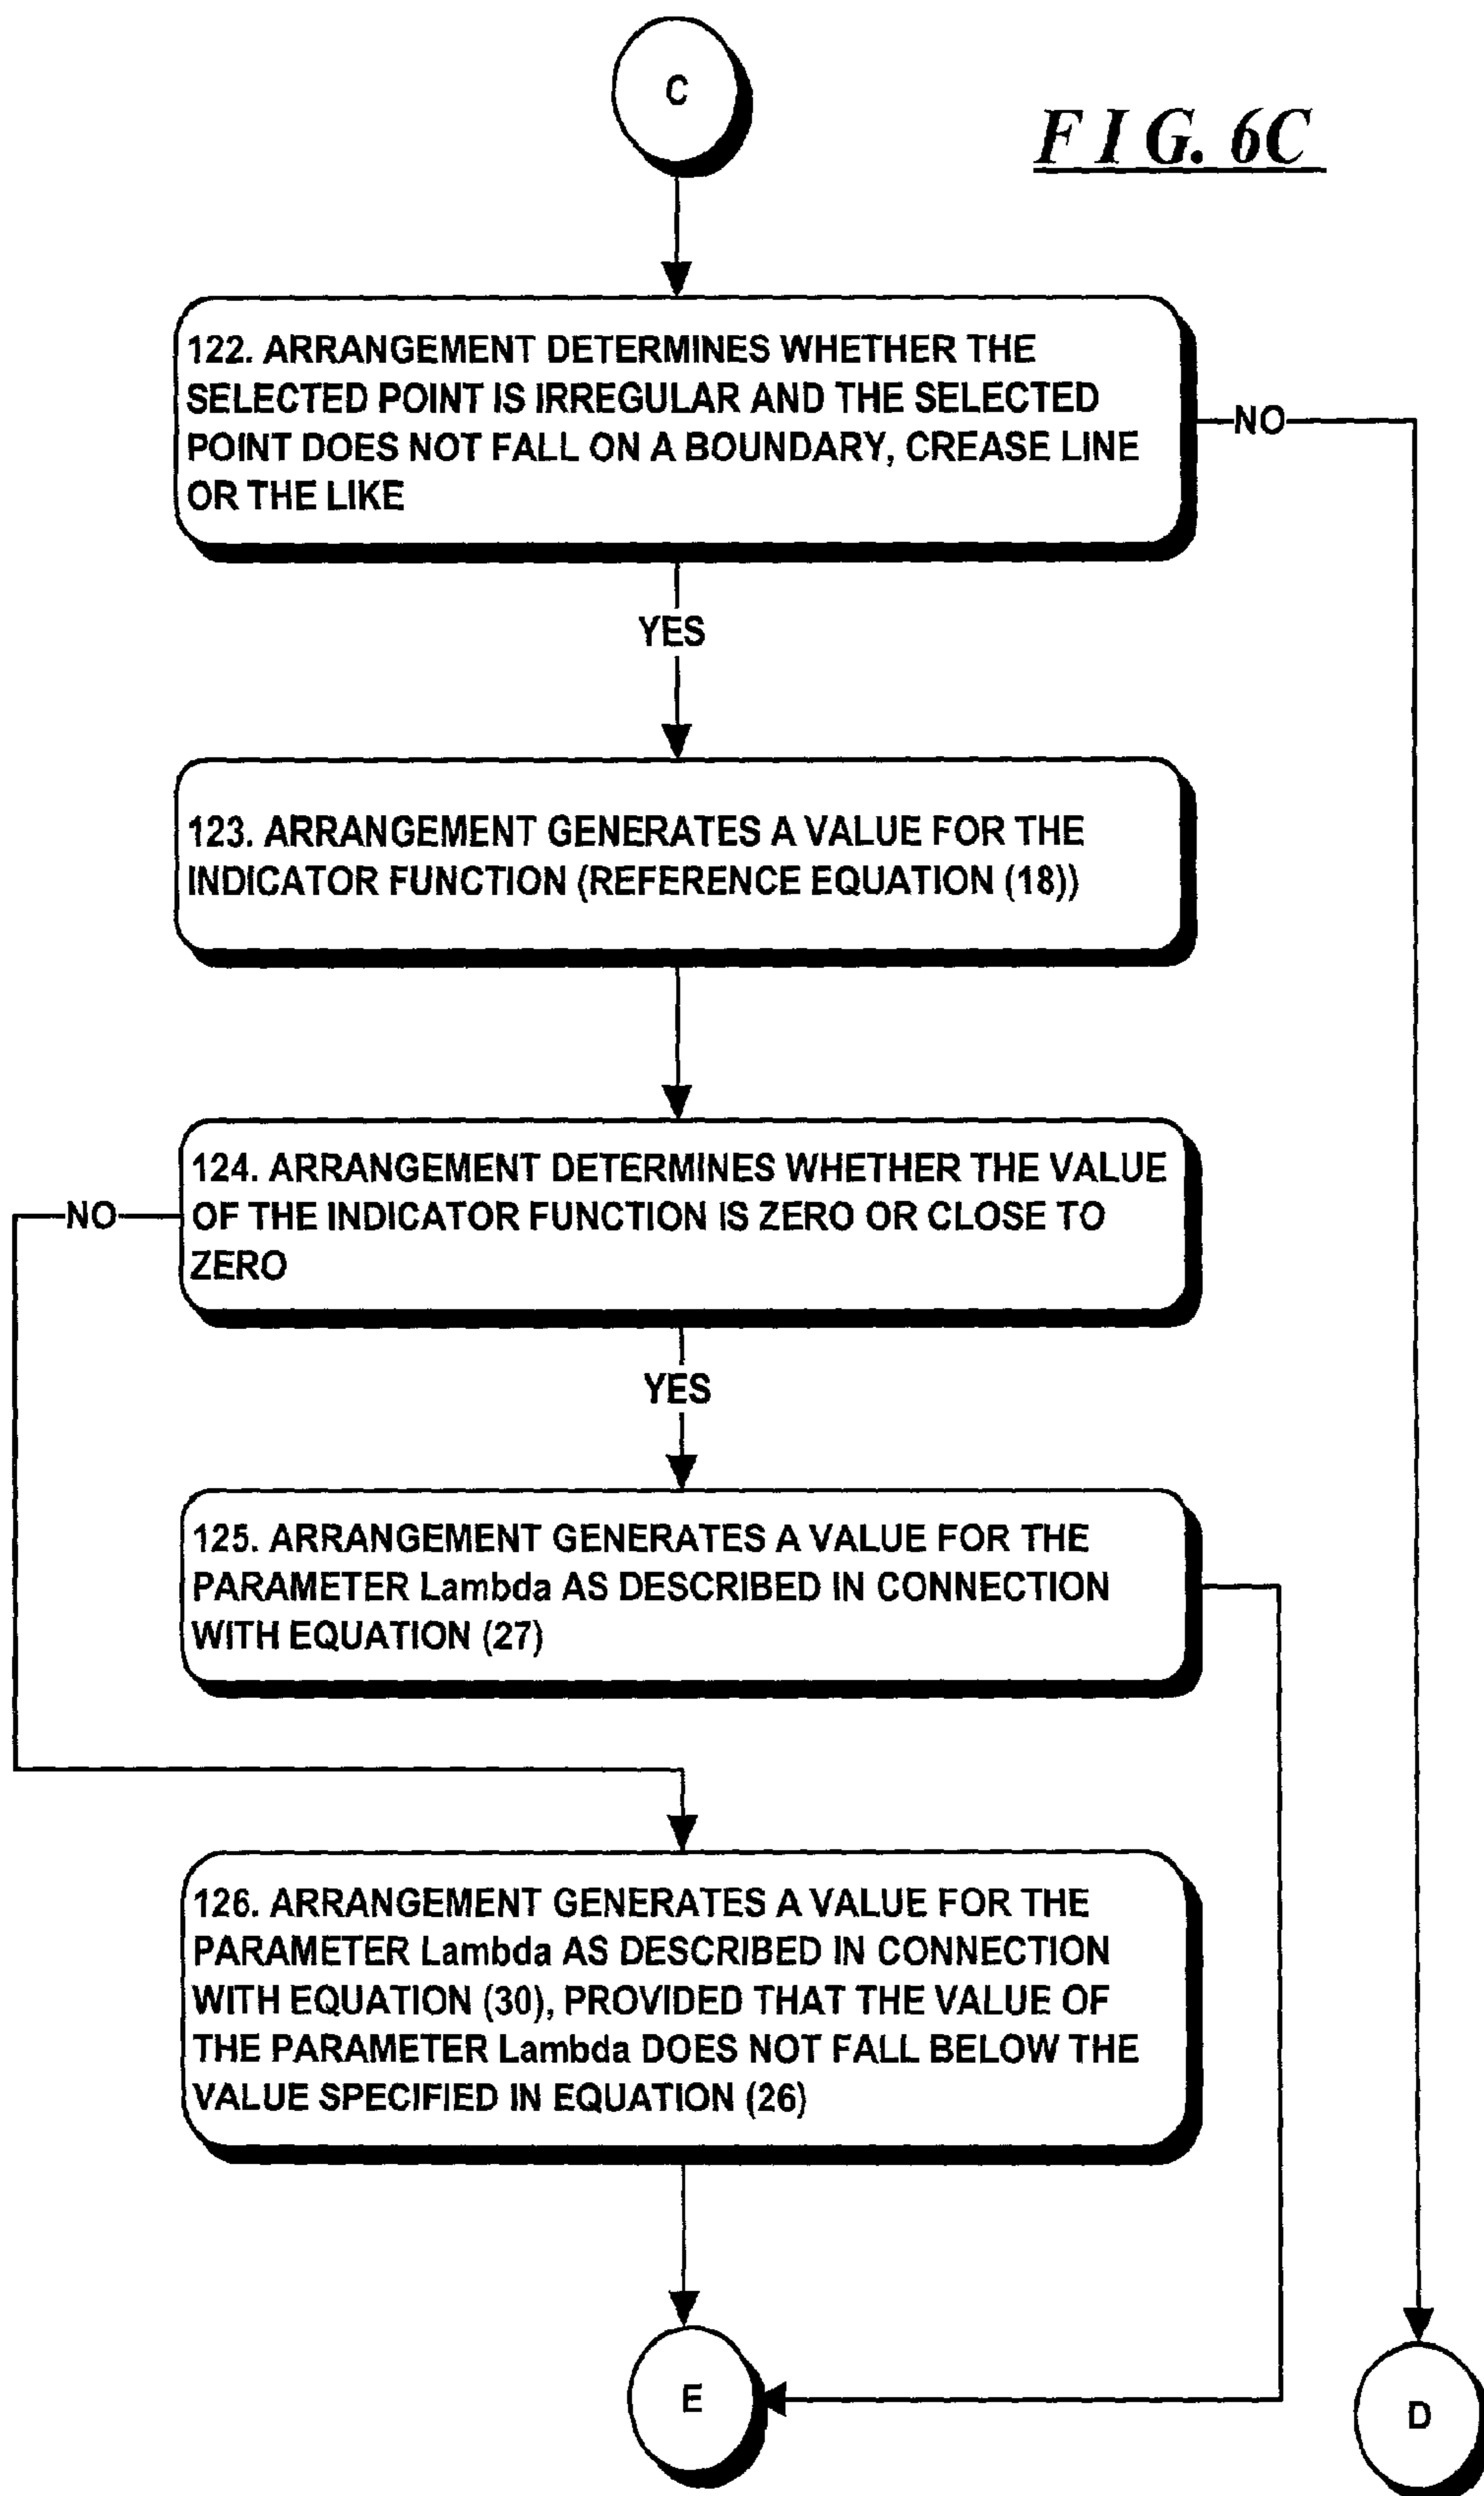 C
F I G. 6C
122. ARRANGEMENT DETERMINES WHETHER THE
SELECTED POINT IS IRREGULAR AND THE SELECTED
POINT DOES NOT FALL ON A BOUNDARY, CREASE LINE
OR THE LIKE
NO
YES
123. ARRANGEMENT GENERATES A VALUE FOR THE
INDICATOR FUNCTION (REFERENCE EQUATION (18))
124. ARRANGEMENT DETERMINES WHETHER THE VALUE
OF THE INDICATOR FUNCTION IS ZERO OR CLOSE TO
ZERO
NO
YES
125. ARRANGEMENT GENERATES A VALUE FOR THE
PARAMETER Lambda AS DESCRIBED IN CONNECTION
WITH EQUATION (27)
126. ARRANGEMENT GENERATES A VALUE FOR THE
PARAMETER Lambda AS DESCRIBED IN CONNECTION
WITH EQUATION (30), PROVIDED THAT THE VALUE OF
THE PARAMETER Lambda DOES NOT FALL BELOW THE
VALUE SPECIFIED IN EQUATION (26)
E
D